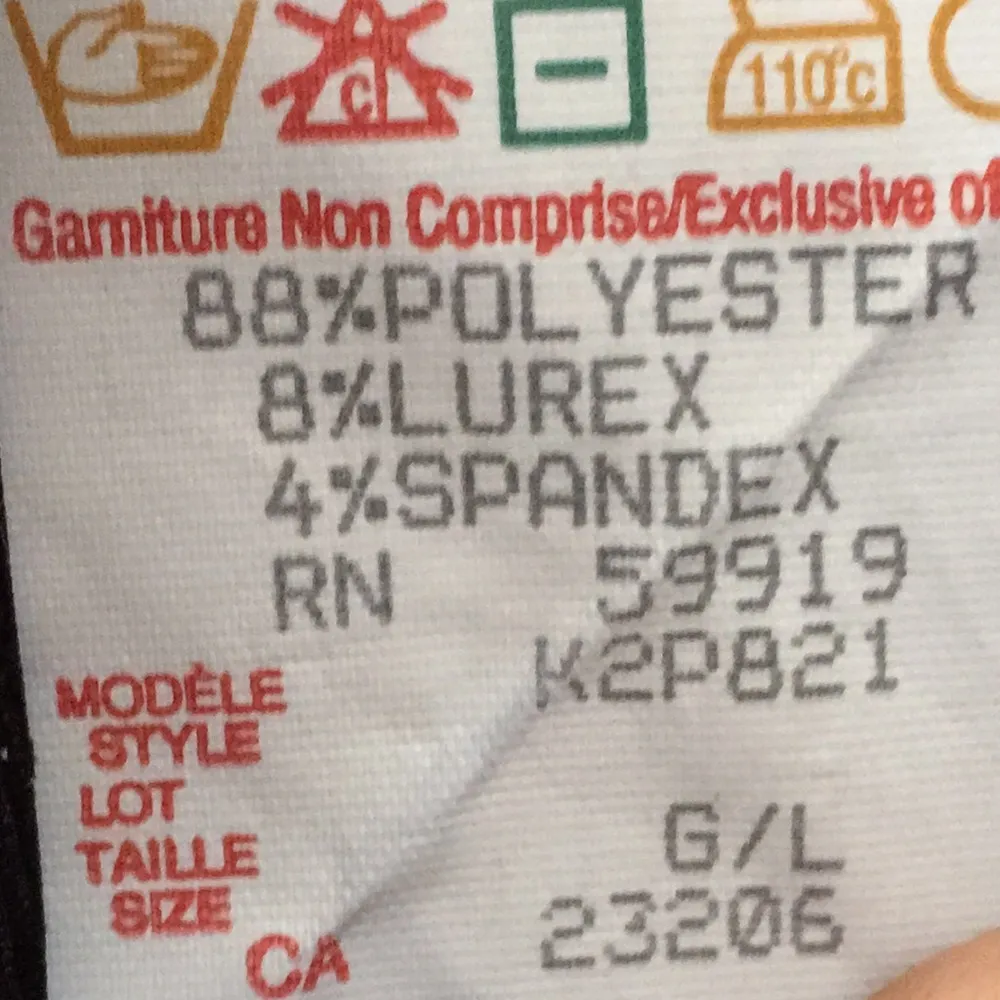 cl 110°c
Garniture Non Comprise/Exclusive of
88%POLYESTER
8%LUREX
4%SPANDEX
RN 59919
K2P821
MODÈLE
STYLE
LOT
TAILLE G/L
SIZE
CA 23206